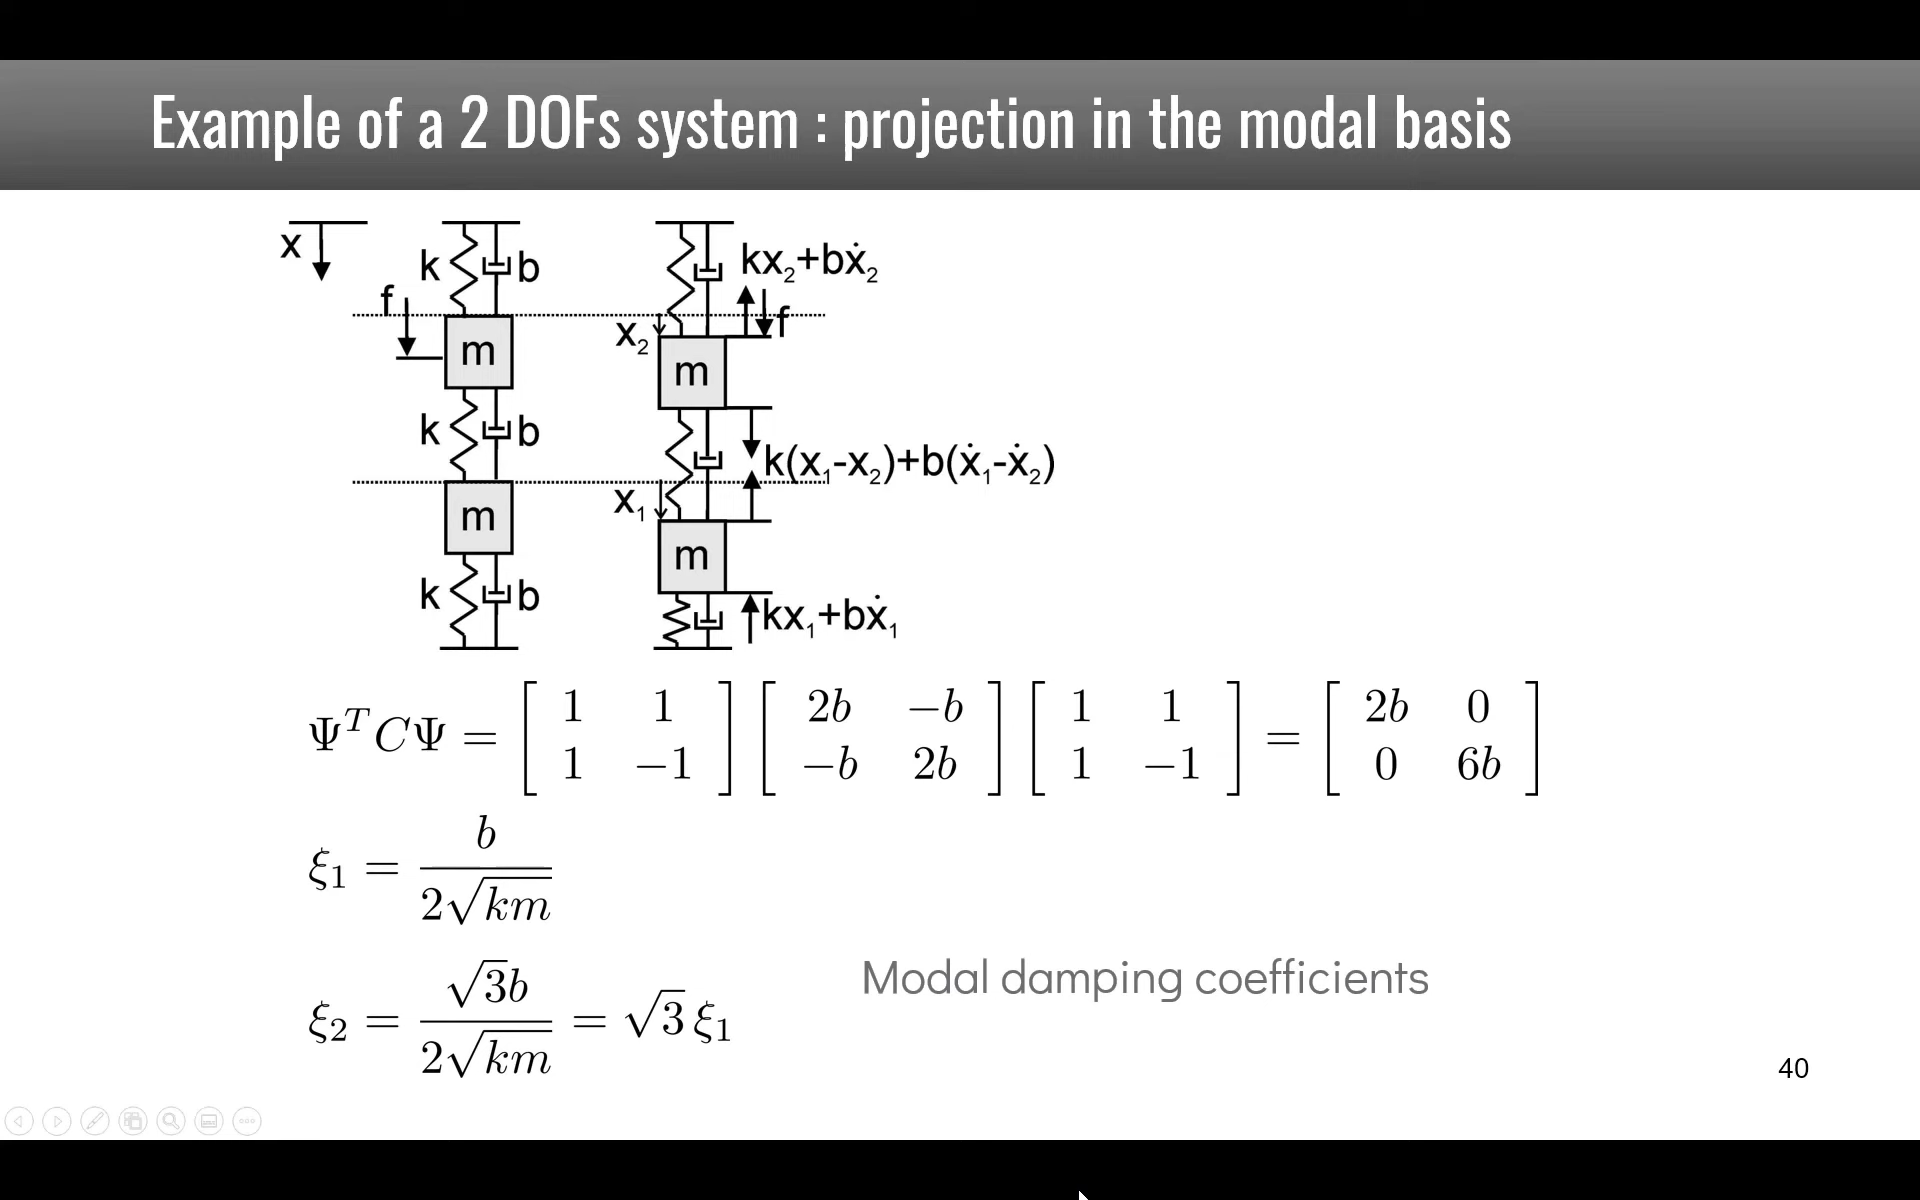 Example of a 2 DOFs system : projection in the modal basis
x
k b
f
m
k b
m
k b
kx₂+bẋ₂
f
x₂
m
k(x₁-x₂)+b(ẋ₁-ẋ₂)
x₁
m
kx₁+bẋ₁
Ψ^T C Ψ = [ 1 1 ; 1 −1 ] [ 2b −b ; −b 2b ] [ 1 1 ; 1 −1 ] = [ 2b 0 ; 0 6b ]
ξ₁ = b / 2√km
ξ₂ = √3b / 2√km = √3 ξ₁
Modal damping coefficients
40